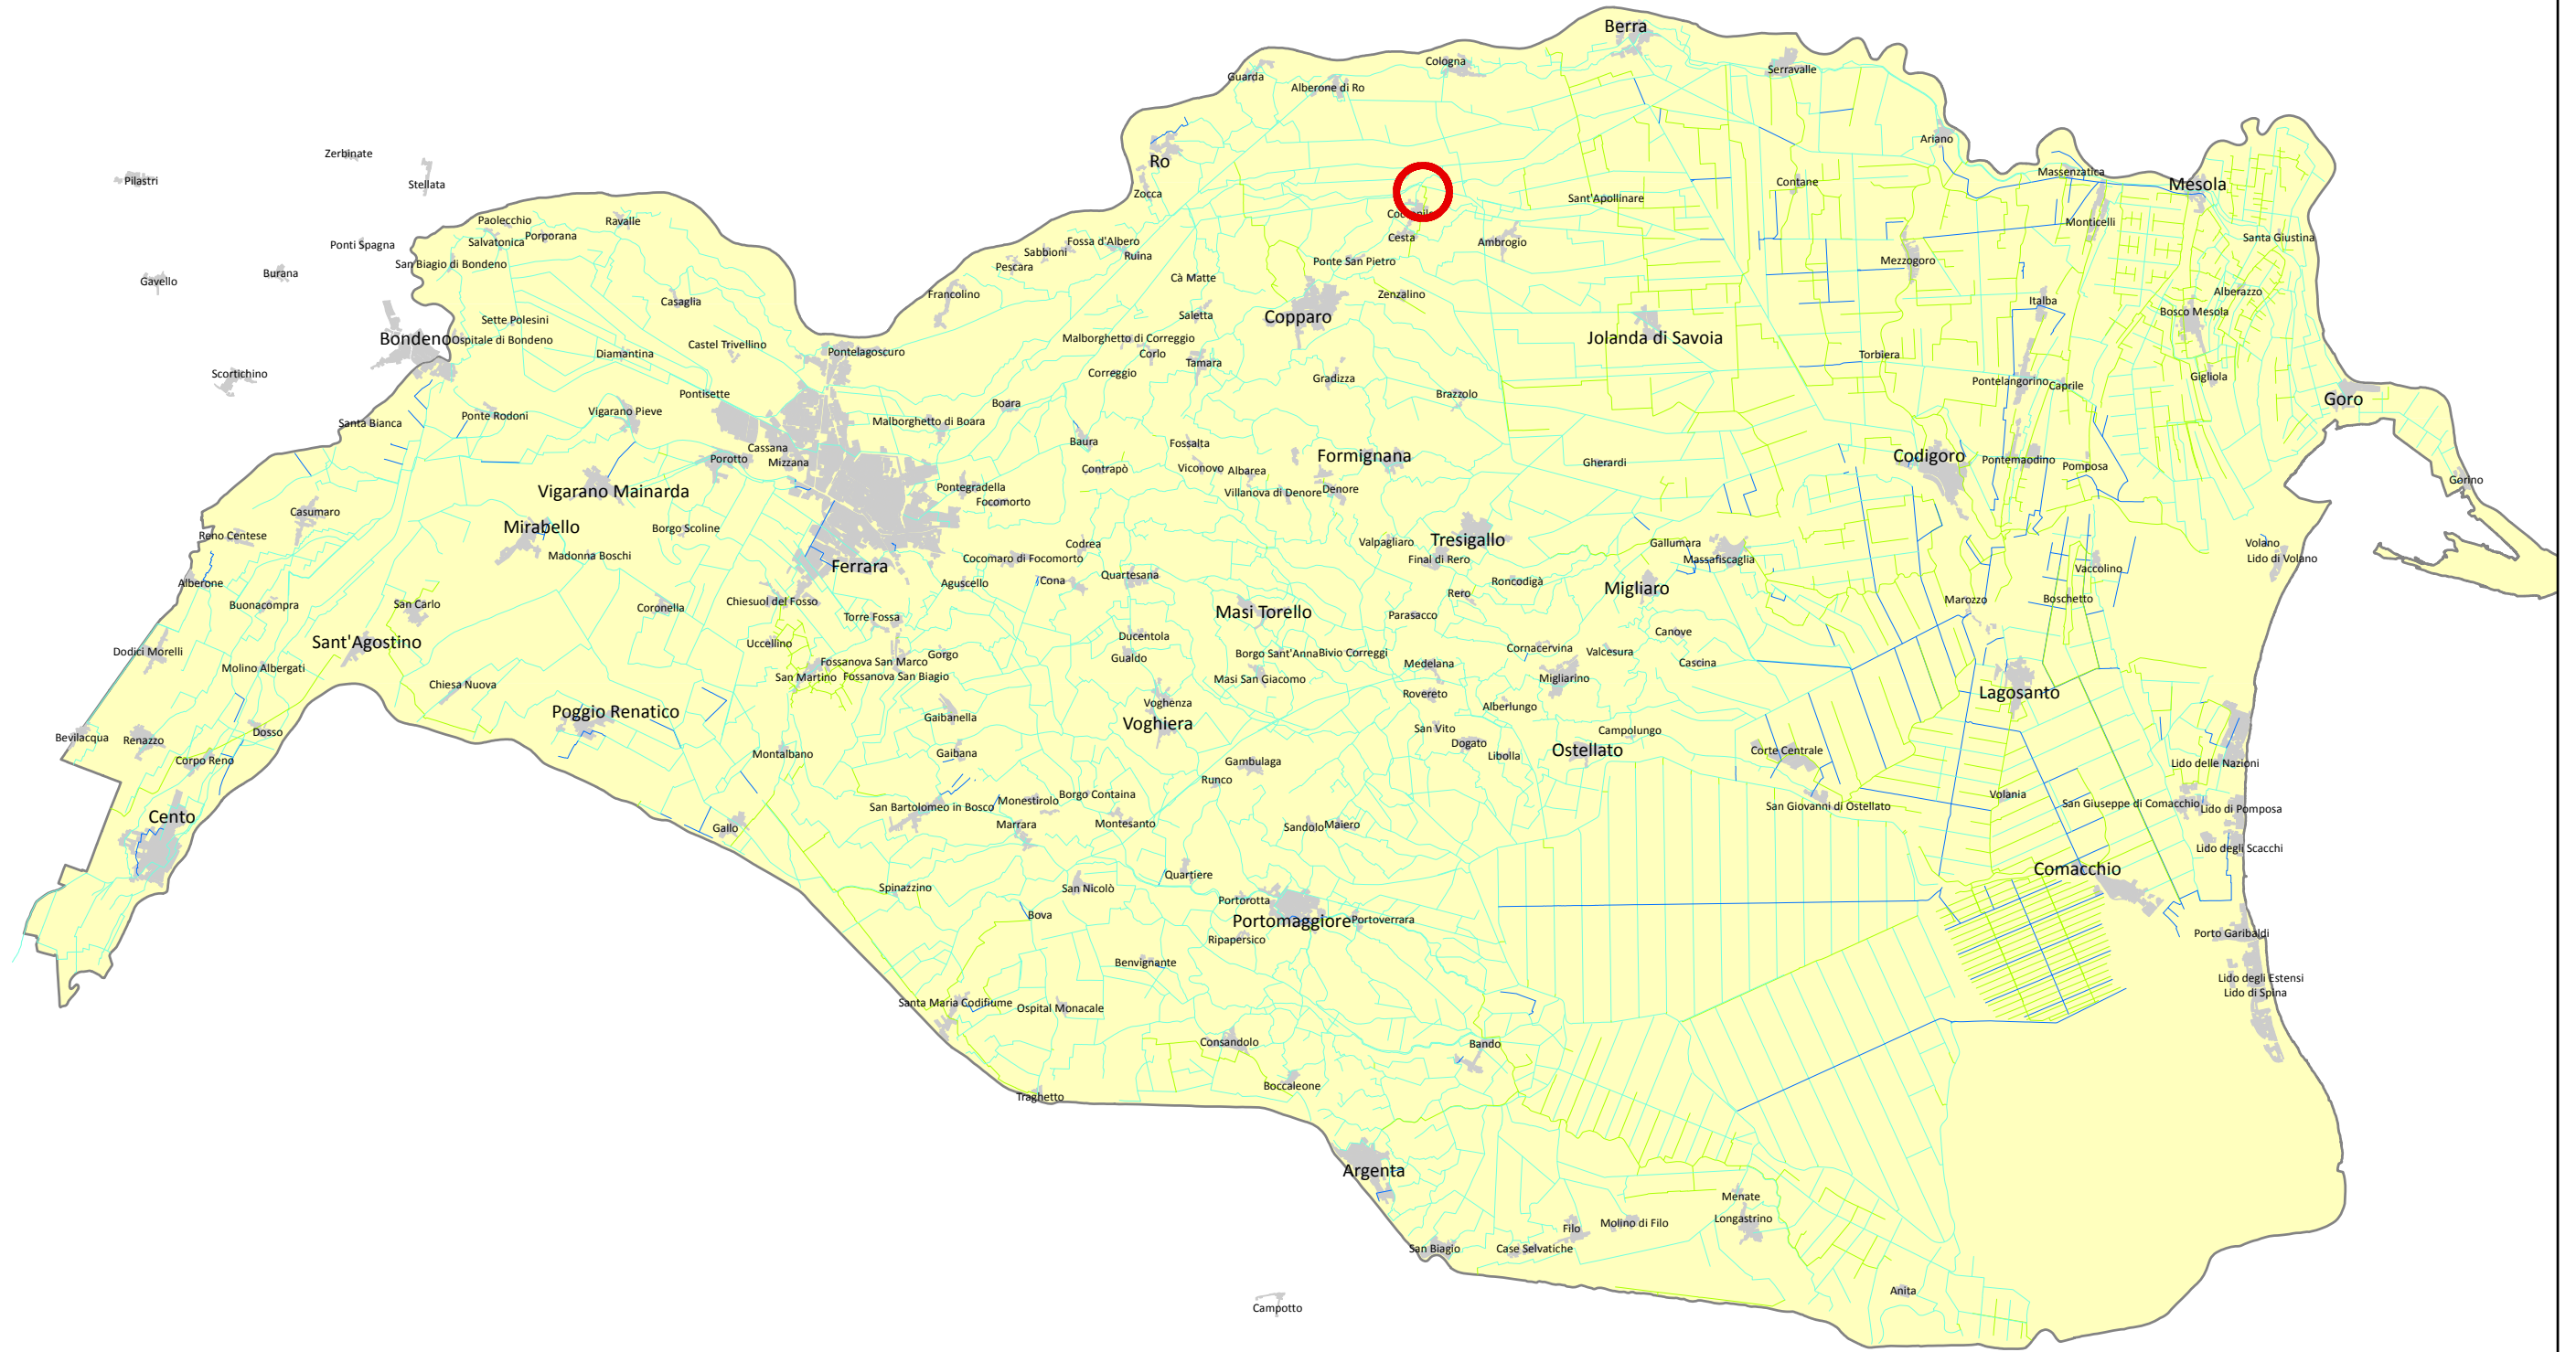 Berra
Cologna
Serravalle
Guarda
Alberone di Ro
Ariano
Zerbinate
Ro
Massenzatica
Pilastri
Stellata
Contane
Mesola
Zocca
Sant'Apollinare
Paolecchio
Ravalle
Monticelli
Salvatonica
Porporana
Cesta
Santa Giustina
Ponti Spagna
Fossa d'Albero
Ambrogio
Sabbioni
Ruina
San Biagio di Bondeno
Pescara
Ponte San Pietro
Mezzogoro
Burana
Gavello
Cà Matte
Francolino
Zenzalino
Alberazzo
Casaglia
Italba
Saletta
Copparo
Bosco Mesola
Sette Polesini
Bondeno
Ospitale di Bondeno
Malborghetto di Correggio
Jolanda di Savoia
Castel Trivellino
Diamantina
Pontelagoscuro
Corlo
Torbiera
Tamara
Scortichino
Correggio
Gradizza
Gigliola
Pontelangorino
Caprile
Pontisette
Brazzolo
Goro
Boara
Ponte Rodoni
Vigarano Pieve
Santa Bianca
Malborghetto di Boara
Baura
Fossalta
Cassana
Formignana
Codigoro
Porotto
Mizzana
Gherardi
Pontemaodino
Pomposa
Contrapò
Viconovo
Albarea
Gorino
Vigarano Mainarda
Pontegradella
Villanova di Denore
Denore
Focomorto
Casumaro
Mirabello
Borgo Scoline
Reno Centese
Tresigallo
Valpagliaro
Gallumara
Volano
Codrea
Madonna Boschi
Cocomaro di Focomorto
Final di Rero
Massafiscaglia
Lido di Volano
Ferrara
Vaccolino
Quartesana
Alberone
Aguscello
Cona
Roncodigà
Migliaro
Buonacompra
San Carlo
Coronella
Chiesuol del Fosso
Rero
Marozzo
Boschetto
Masi Torello
Torre Fossa
Parasacco
Sant'Agostino
Uccellino
Ducentola
Canove
Dodici Morelli
Gorgo
Gualdo
Borgo Sant'Anna
Bivio Correggi
Cornacervina
Valcesura
Molino Albergati
Fossanova San Marco
Medelana
Cascina
San Martino
Fossanova San Biagio
Masi San Giacomo
Migliarino
Chiesa Nuova
Rovereto
Lagosanto
Voghenza
Alberlungo
Poggio Renatico
Gaibanella
Voghiera
San Vito
Campolungo
Dosso
Bevilacqua
Renazzo
Dogato
Ostellato
Corte Centrale
Montalbano
Gaibana
Libolla
Corpo Reno
Gambulaga
Lido delle Nazioni
Runco
Borgo Containa
Volania
Monestirolo
San Bartolomeo in Bosco
San Giovanni di Ostellato
San Giuseppe di Comacchio
Lido di Pomposa
Cento
Gallo
Marrara
Montesanto
Sandolo
Maiero
Lido degli Scacchi
Comacchio
Quartiere
Spinazzino
San Nicolò
Portorotta
Bova
Portomaggiore
Portoverrara
Porto Garibaldi
Ripapersico
Benvignante
Lido degli Estensi
Lido di Spina
Santa Maria Codifiume
Ospital Monacale
Consandolo
Bando
Boccaleone
Traghetto
Argenta
Menate
Longastrino
Filo
Molino di Filo
San Biagio
Case Selvatiche
Anita
Campotto